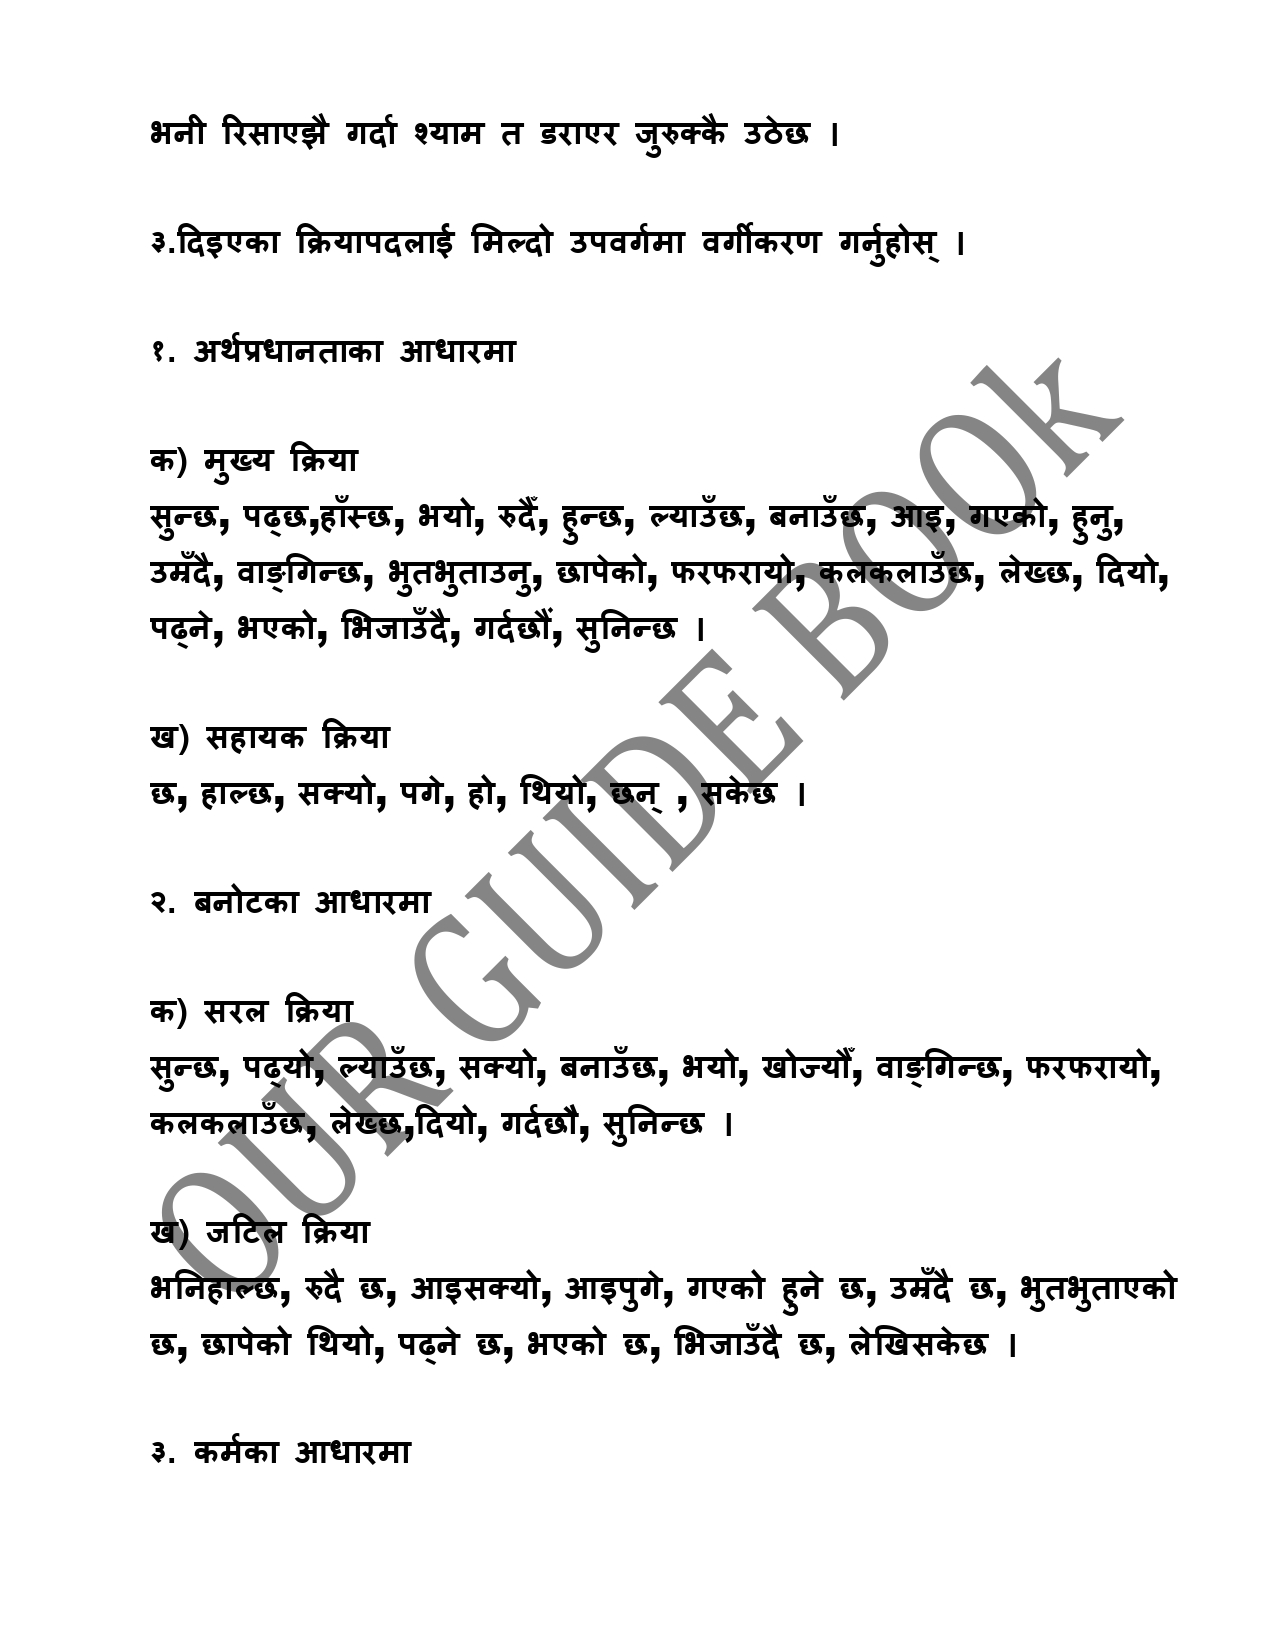 भनी रिसाएझै गर्दा श्याम त डराएर जुरुक्कै उठेछ ।
३.दिइएका क्रियापदलाई मिल्दो उपवर्गमा वर्गीकरण गर्नुहोस् ।
१. अर्थप्रधानताका आधारमा
क) मुख्य क्रिया
सुन्छ, पढ्छ,हाँस्छ, भयो, रुदैँ, हुन्छ, ल्याउँछ, बनाउँछ, आइ, गएको, हुनु,
उम्रँदै, वाङ्गिन्छ, भुतभुताउनु, छापेको, फरफरायो, कलकलाउँछ, लेख्छ, दियो,
पढ्ने, भएको, भिजाउँदै, गर्दछौं, सुनिन्छ ।
ख) सहायक क्रिया
छ, हाल्छ, सक्यो, पगे, हो, थियो, छन् , सकेछ ।
२. बनोटका आधारमा
क) सरल क्रिया
सुन्छ, पढ्यो, ल्याउँछ, सक्यो, बनाउँछ, भयो, खोज्यौँ, वाङ्गिन्छ, फरफरायो,
कलकलाउँछ, लेख्छ,दियो, गर्दछौ, सुनिन्छ ।
ख) जटिल क्रिया
भनिहाल्छ, रुदै छ, आइसक्यो, आइपुगे, गएको हुने छ, उम्रँदै छ, भुतभुताएको
छ, छापेको थियो, पढ्ने छ, भएको छ, भिजाउँदै छ, लेखिसकेछ ।
३. कर्मका आधारमा
OUR GUIDE BOOk